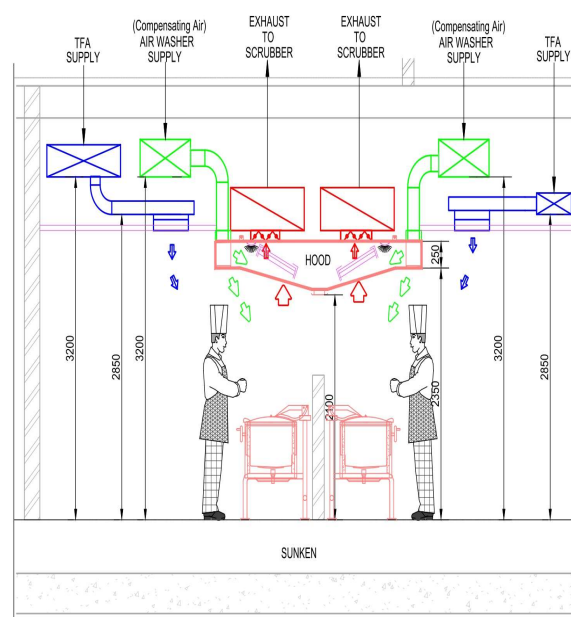 TFA
SUPPLY
(Compensating Air)
AIR WASHER
SUPPLY
EXHAUST
TO
SCRUBBER
EXHAUST
TO
SCRUBBER
(Compensating Air)
AIR WASHER
SUPPLY
TFA
SUPPLY
HOOD
250
3200
2850
3200
2100
2350
3200
2850
SUNKEN